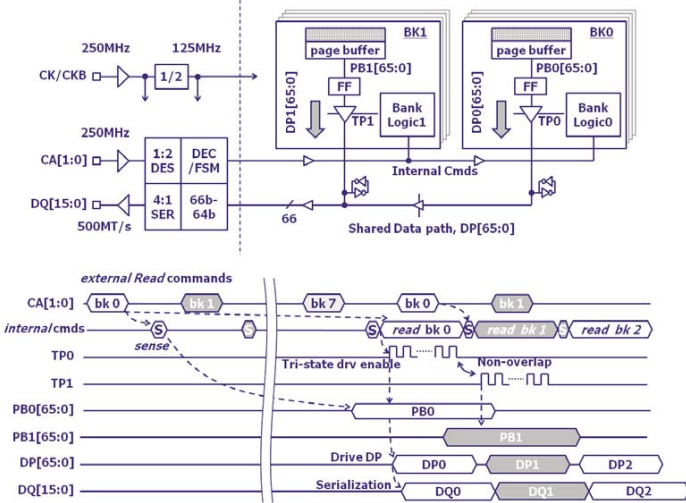 250MHz 125MHz
CK/CKB 1/2
250MHz
CA[1:0] 1:2 DES DEC /FSM
DQ[15:0] 4:1 SER 66b- 64b
500MT/s
66
BK1
page buffer
PB1[65:0]
FF
DP1[65:0]
TP1
Bank Logic1
BK0
page buffer
PB0[65:0]
FF
DP0[65:0]
TP0
Bank Logic0
Internal Cmds
Shared Data path, DP[65:0]
external Read commands
CA[1:0] bk 0 bk 1 bk 7 bk 0 bk 1
internal cmds S S S read bk 0 S read bk 1 S read bk 2
sense
TP0 Tri-state drv enable Non-overlap
TP1
PB0[65:0] PB0
PB1[65:0] PB1
DP[65:0] Drive DP DP0 DP1 DP2
DQ[15:0] Serialization DQ0 DQ1 DQ2